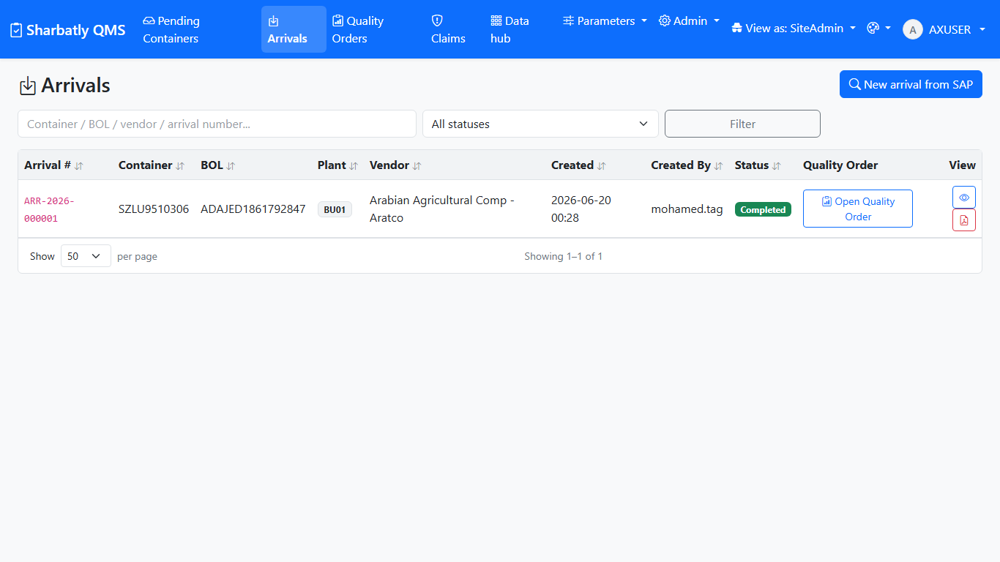 Sharbatly QMS
Pending
Containers
Arrivals
Quality
Orders
Claims
Data
hub
Parameters
Admin
View as: SiteAdmin
A
AXUSER
Arrivals
New arrival from SAP
Container / BOL / vendor / arrival number...
All statuses
Filter
Arrival # Container BOL Plant Vendor Created Created By Status Quality Order View
ARR-2026-
000001
SZLU9510306
ADAJED1861792847
BU01
Arabian Agricultural Comp -
Aratco
2026-06-20
00:28
mohamed.tag
Completed
Open Quality
Order
Show 50 per page
Showing 1–1 of 1